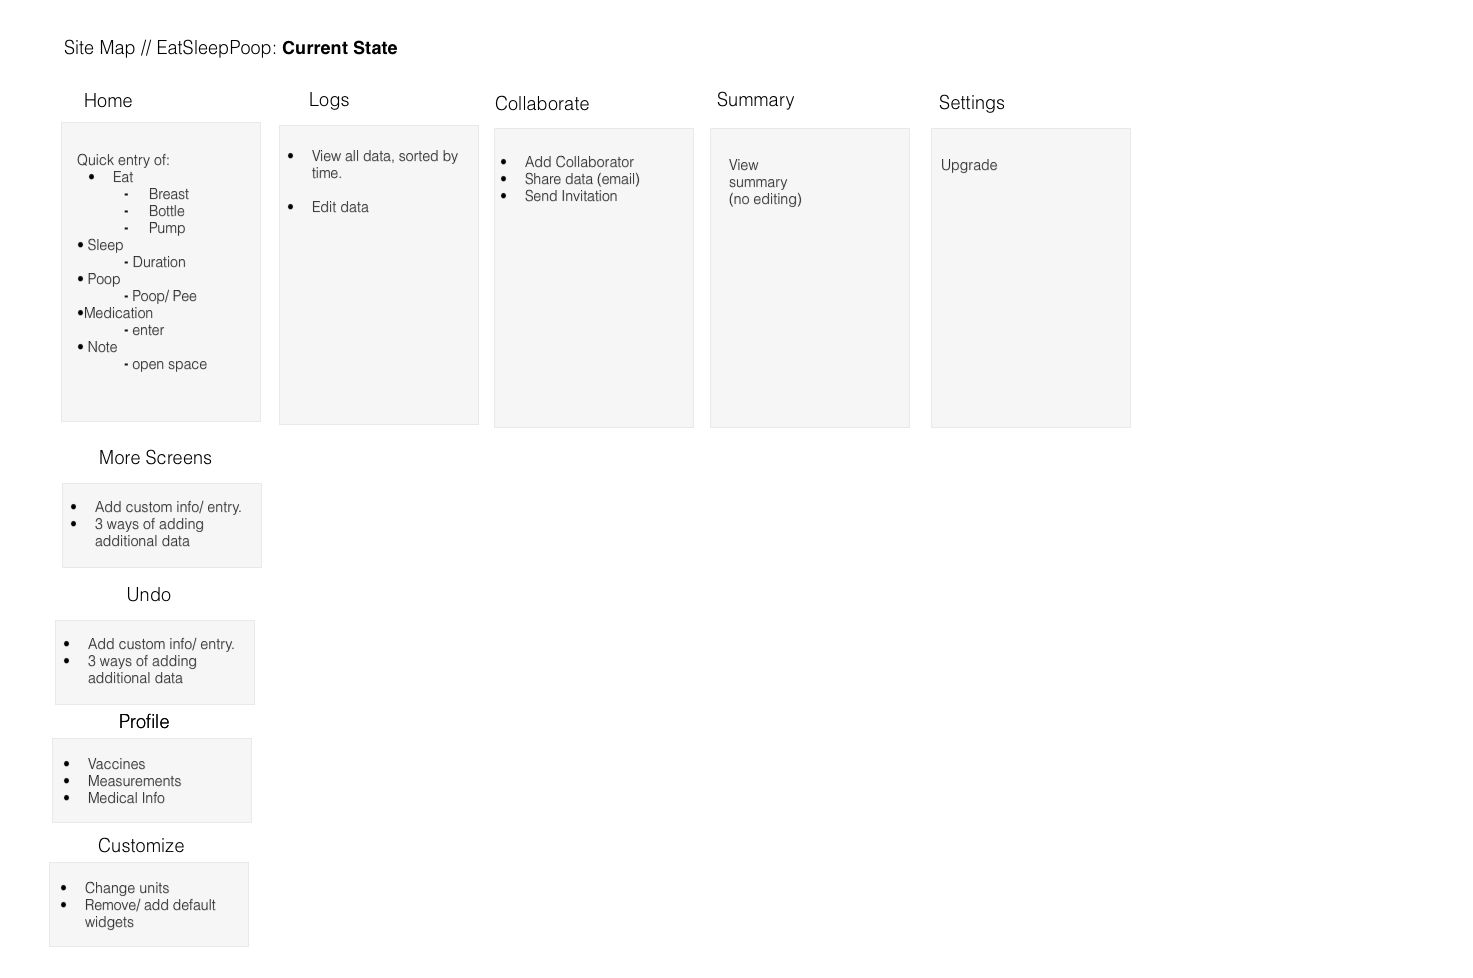 Site Map // EatSleepPoop: Current State
Home
Quick entry of:
• Eat
- Breast
- Bottle
- Pump
• Sleep
- Duration
• Poop
- Poop/ Pee
•Medication
- enter
• Note
- open space
Logs
• View all data, sorted by
time.
• Edit data
Collaborate
• Add Collaborator
• Share data (email)
• Send Invitation
Summary
View
summary
(no editing)
Settings
Upgrade
More Screens
• Add custom info/ entry.
• 3 ways of adding
additional data
Undo
• Add custom info/ entry.
• 3 ways of adding
additional data
Profile
• Vaccines
• Measurements
• Medical Info
Customize
• Change units
• Remove/ add default
widgets